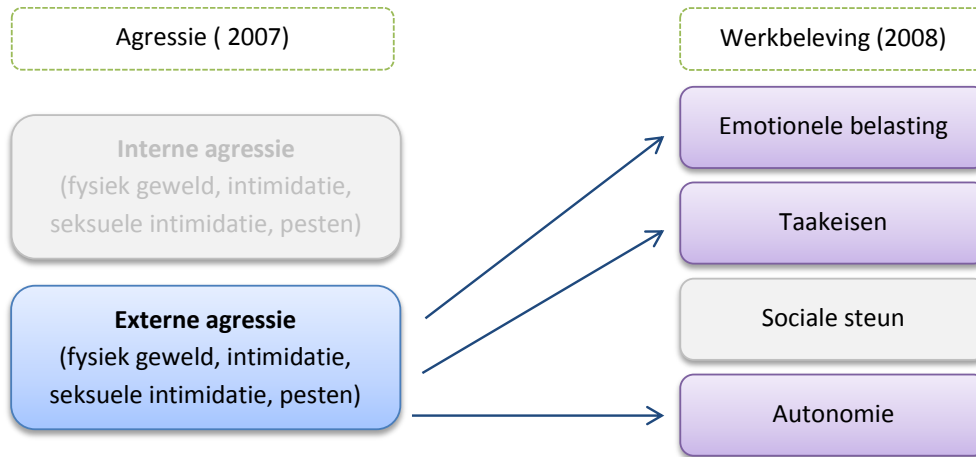 Agressie ( 2007)
Werkbeleving (2008)
Interne agressie
(fysiek geweld, intimidatie,
seksuele intimidatie, pesten)
Externe agressie
(fysiek geweld, intimidatie,
seksuele intimidatie, pesten)
Emotionele belasting
Taakeisen
Sociale steun
Autonomie